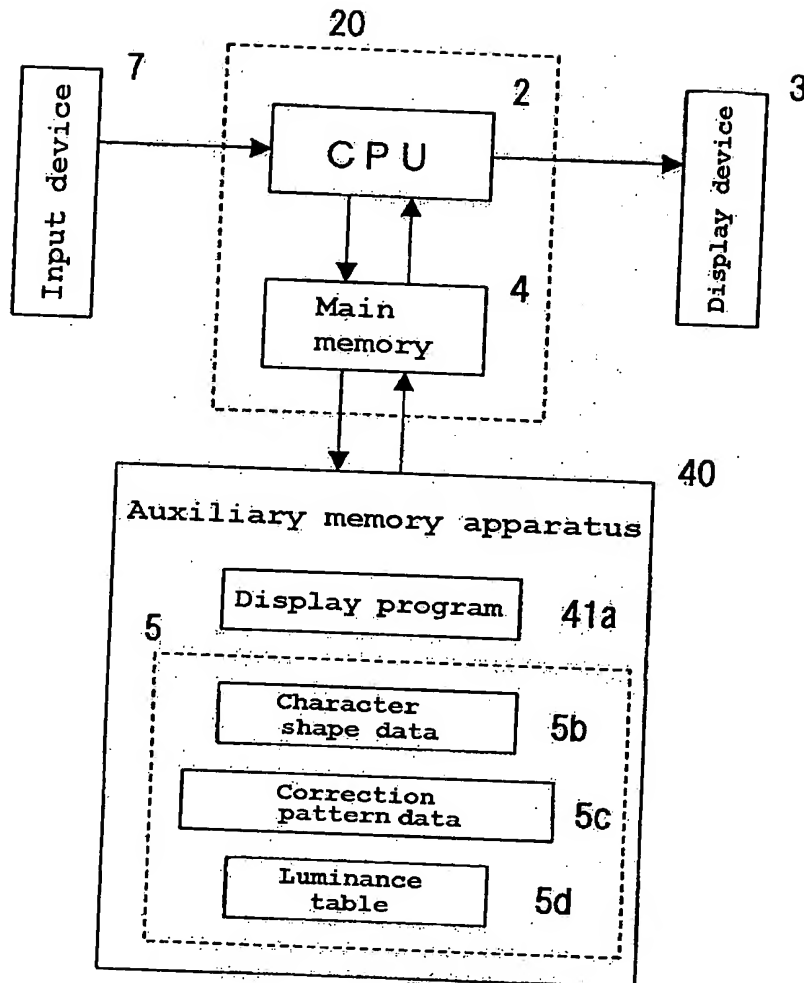 20
7
2
3
Input device
CPU
Display device
4
Main
memory
40
Auxiliary memory apparatus
Display program
41a
5
Character
shape data
5b
Correction
pattern data
5c
Luminance
table
5d